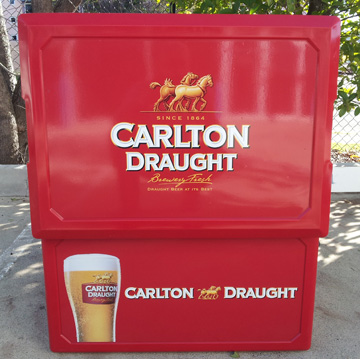 SINCE 1864
CARLTON
DRAUGHT
Brewery Fresh
DRAUGHT BEER AT ITS BEST
CARLTON
DRAUGHT
CARLTON DRAUGHT